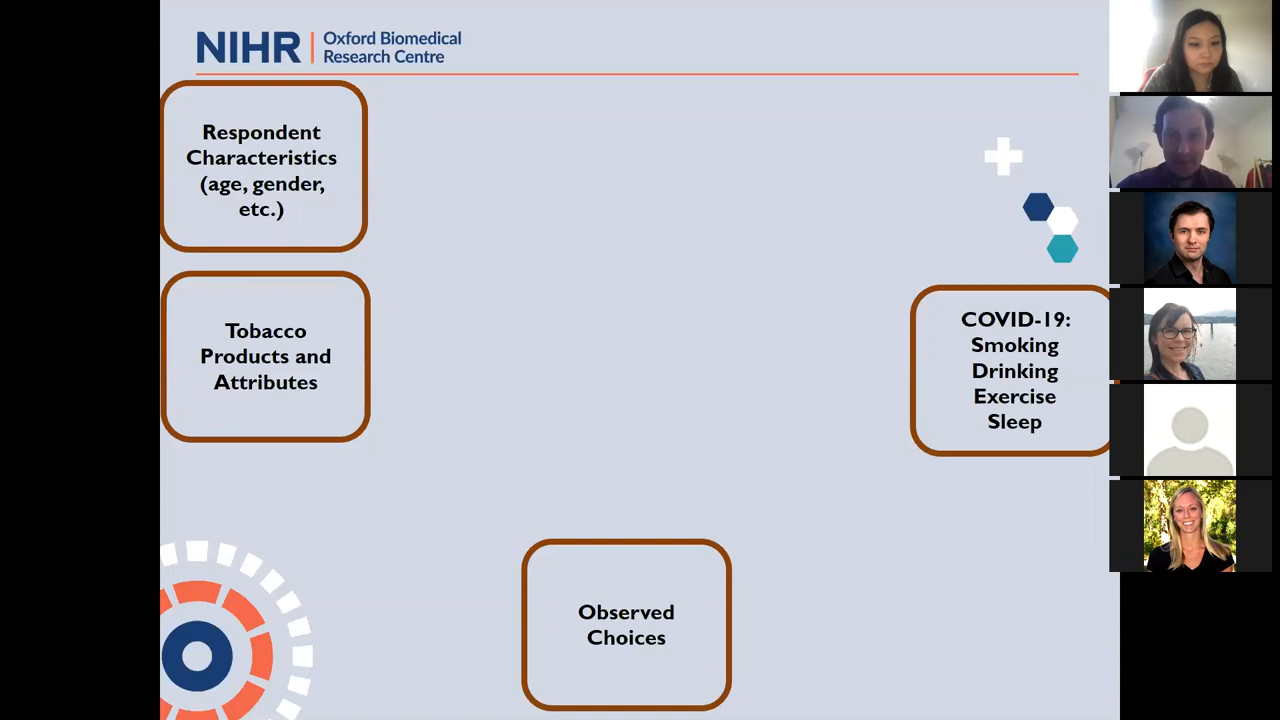 NIHR
Oxford Biomedical
Research Centre
Respondent
Characteristics
(age, gender,
etc.)
Tobacco
Products and
Attributes
COVID-19:
Smoking
Drinking
Exercise
Sleep
Observed
Choices